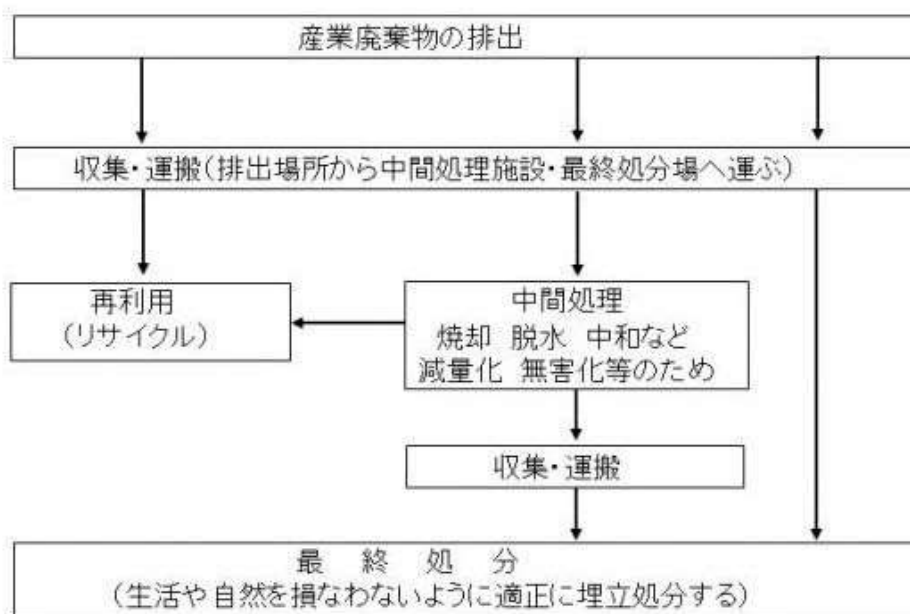 産業廃棄物の排出
収集・運搬(排出場所から中間処理施設・最終処分場へ運ぶ)
再利用
(リサイクル)
中間処理
焼却 脱水 中和など
減量化 無害化等のため
収集・運搬
最 終 処 分
(生活や自然を損なわないように適正に埋立処分する)